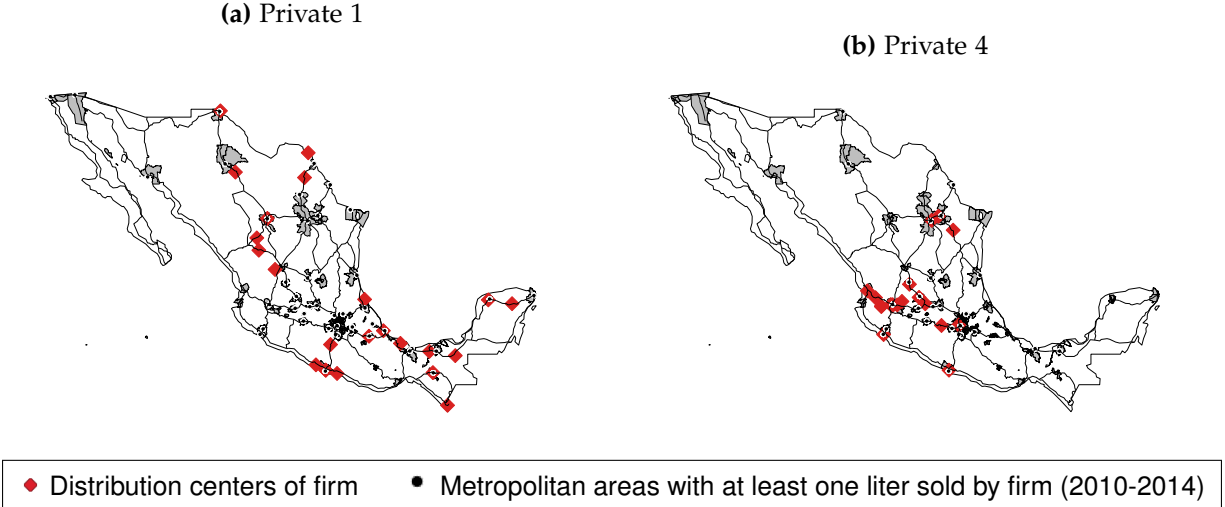 (a) Private 1
(b) Private 4
Distribution centers of firm
Metropolitan areas with at least one liter sold by firm (2010-2014)